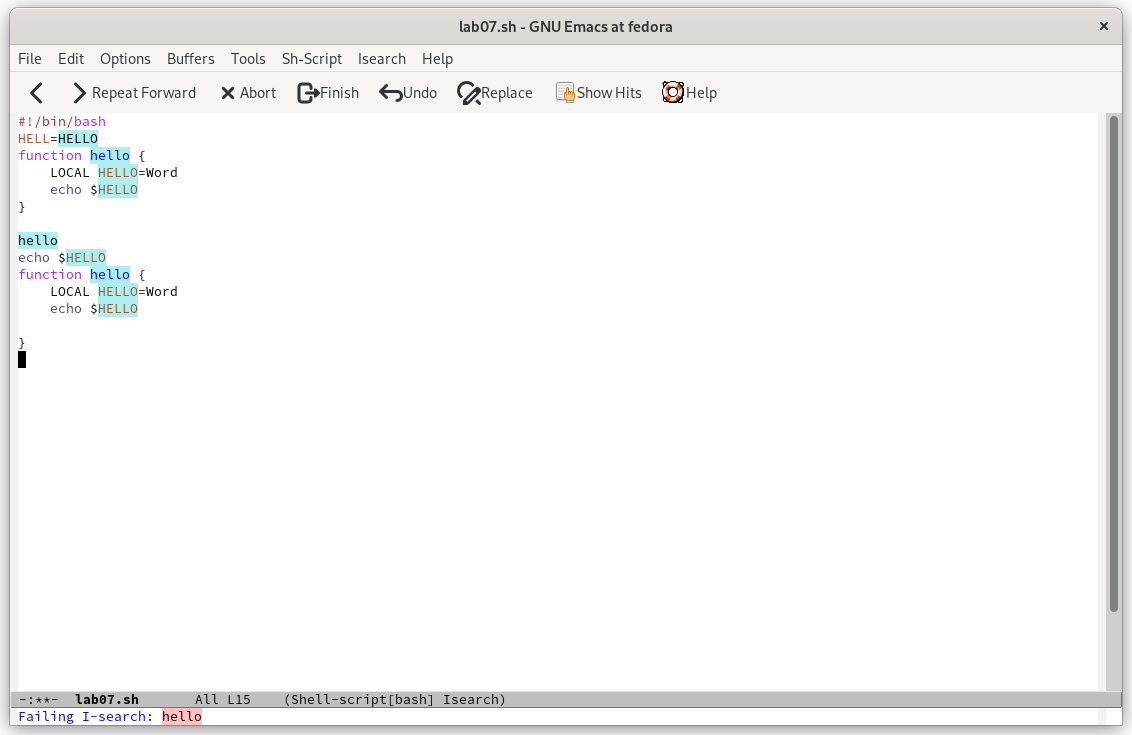 lab07.sh - GNU Emacs at fedora
File Edit Options Buffers Tools Sh-Script Isearch Help
Repeat Forward Abort Finish Undo Replace Show Hits Help
#!/bin/bash
HELL=HELLO
function hello {
    LOCAL HELLO=Word
    echo $HELLO
}
hello
echo $HELLO
function hello {
    LOCAL HELLO=Word
    echo $HELLO
}
-:**-  lab07.sh       All L15    (Shell-script[bash] Isearch)
Failing I-search: hello